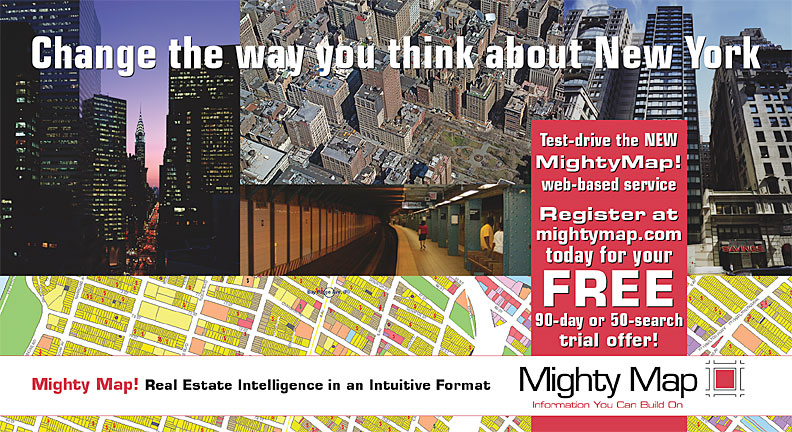 Change the way you think about New York
Test-drive the NEW
MightyMap!
web-based service
Register at
mightymap.com
today for your
FREE
90-day or 50-search
trial offer!
SAVINGS
Mighty Map! Real Estate Intelligence in an Intuitive Format
Mighty Map
Information You Can Build On